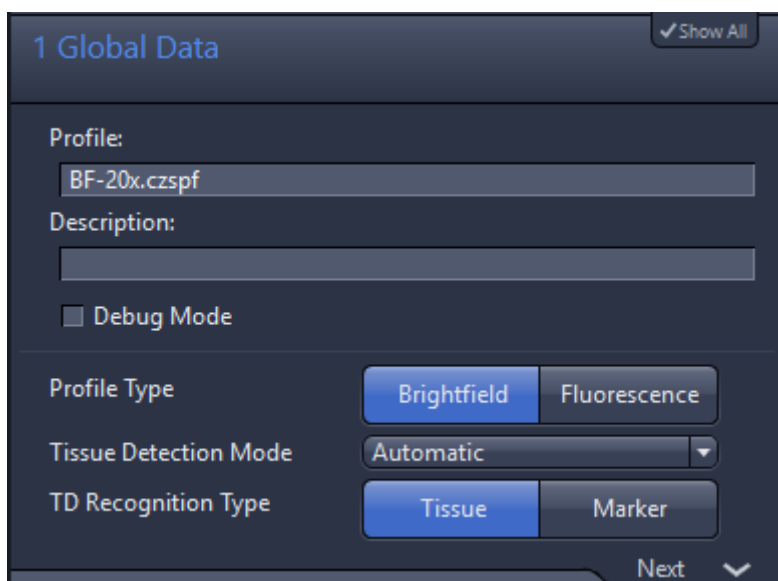 1 Global Data
Show All
Profile:
BF-20x.czspf
Description:
Debug Mode
Profile Type
Brightfield
Fluorescence
Tissue Detection Mode
Automatic
TD Recognition Type
Tissue
Marker
Next